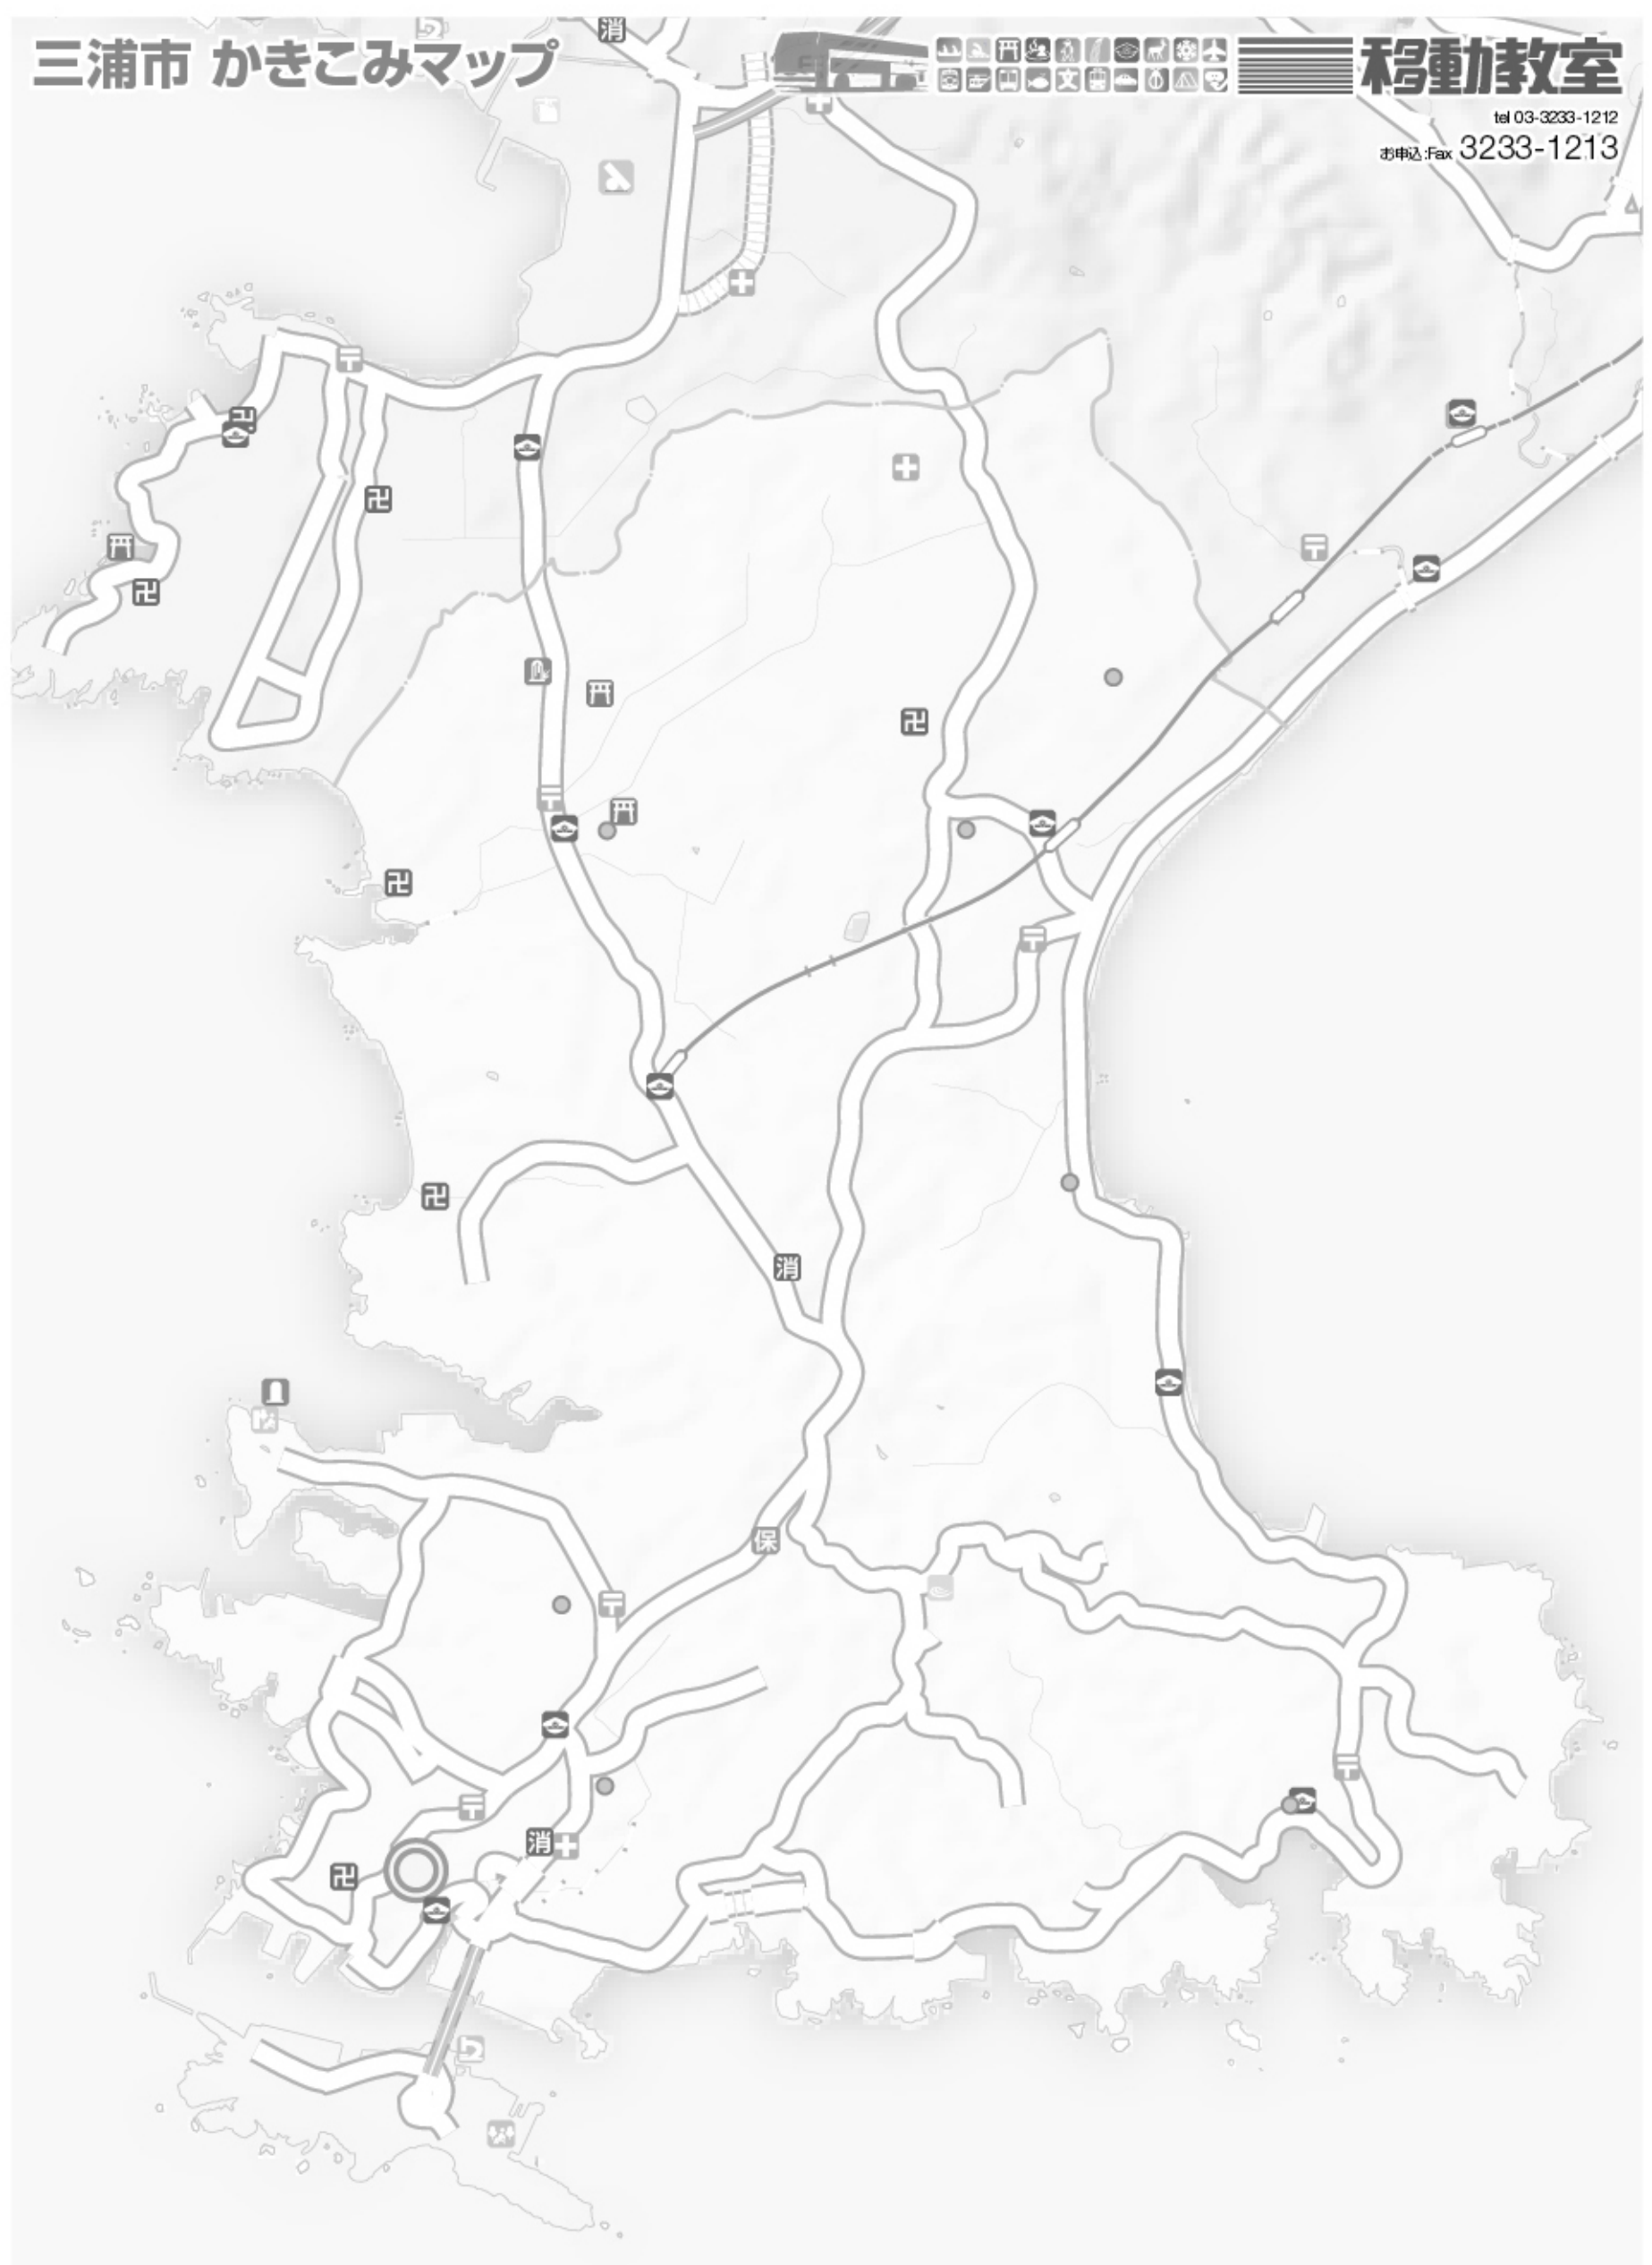 三浦市 かきこみマップ
移動教室
tel 03-3233-1212
お申込:Fax 3233-1213
消
文
消
保
消